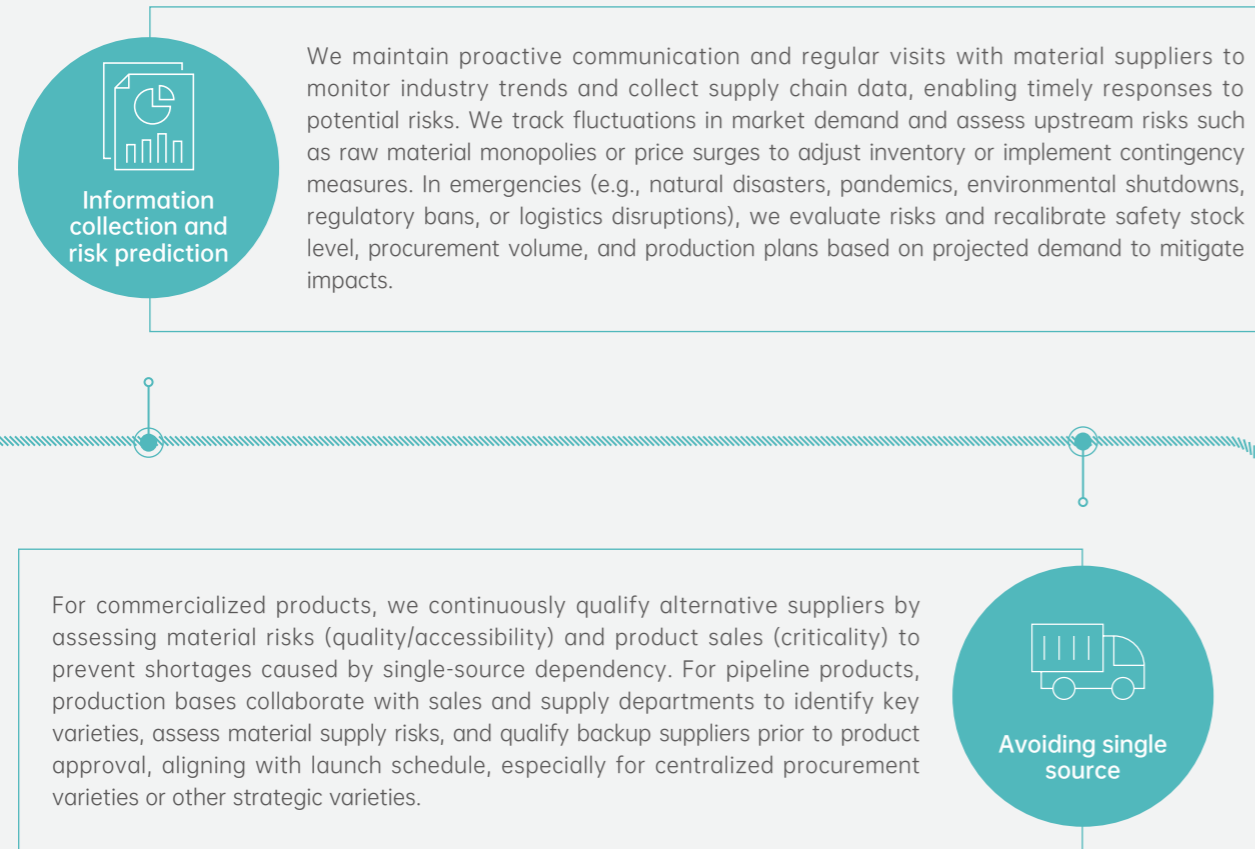 Information
collection and
risk prediction
We maintain proactive communication and regular visits with material suppliers to
monitor industry trends and collect supply chain data, enabling timely responses to
potential risks. We track fluctuations in market demand and assess upstream risks such
as raw material monopolies or price surges to adjust inventory or implement contingency
measures. In emergencies (e.g., natural disasters, pandemics, environmental shutdowns,
regulatory bans, or logistics disruptions), we evaluate risks and recalibrate safety stock
level, procurement volume, and production plans based on projected demand to mitigate
impacts.
For commercialized products, we continuously qualify alternative suppliers by
assessing material risks (quality/accessibility) and product sales (criticality) to
prevent shortages caused by single-source dependency. For pipeline products,
production bases collaborate with sales and supply departments to identify key
varieties, assess material supply risks, and qualify backup suppliers prior to product
approval, aligning with launch schedule, especially for centralized procurement
varieties or other strategic varieties.
Avoiding single
source